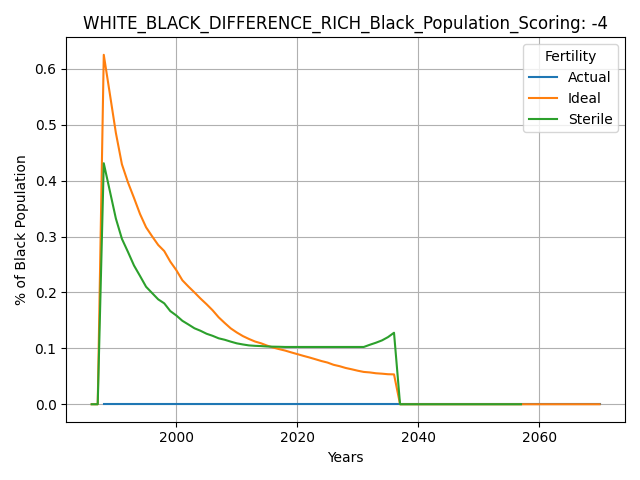 WHITE_BLACK_DIFFERENCE_RICH_Black_Population_Scoring: -4
Fertility
Actual
Ideal
Sterile
% of Black Population
0.6
0.5
0.4
0.3
0.2
0.1
0.0
2000
2020
2040
2060
Years